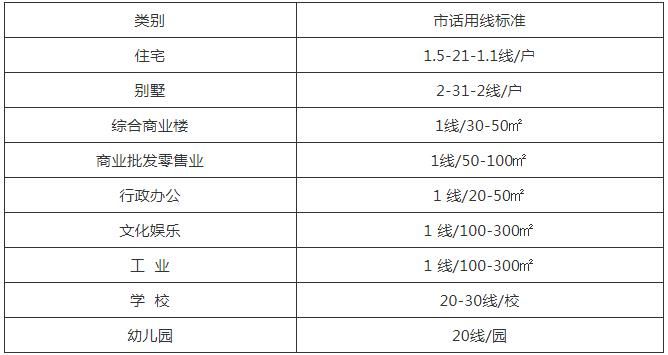 类别 市话用线标准
住宅 1.5-21-1.1线/户
别墅 2-31-2线/户
综合商业楼 1线/30-50㎡
商业批发零售业 1线/50-100㎡
行政办公 1 线/20-50㎡
文化娱乐 1 线/100-300㎡
工 业 1 线/100-300㎡
学 校 20-30线/校
幼儿园 20线/园